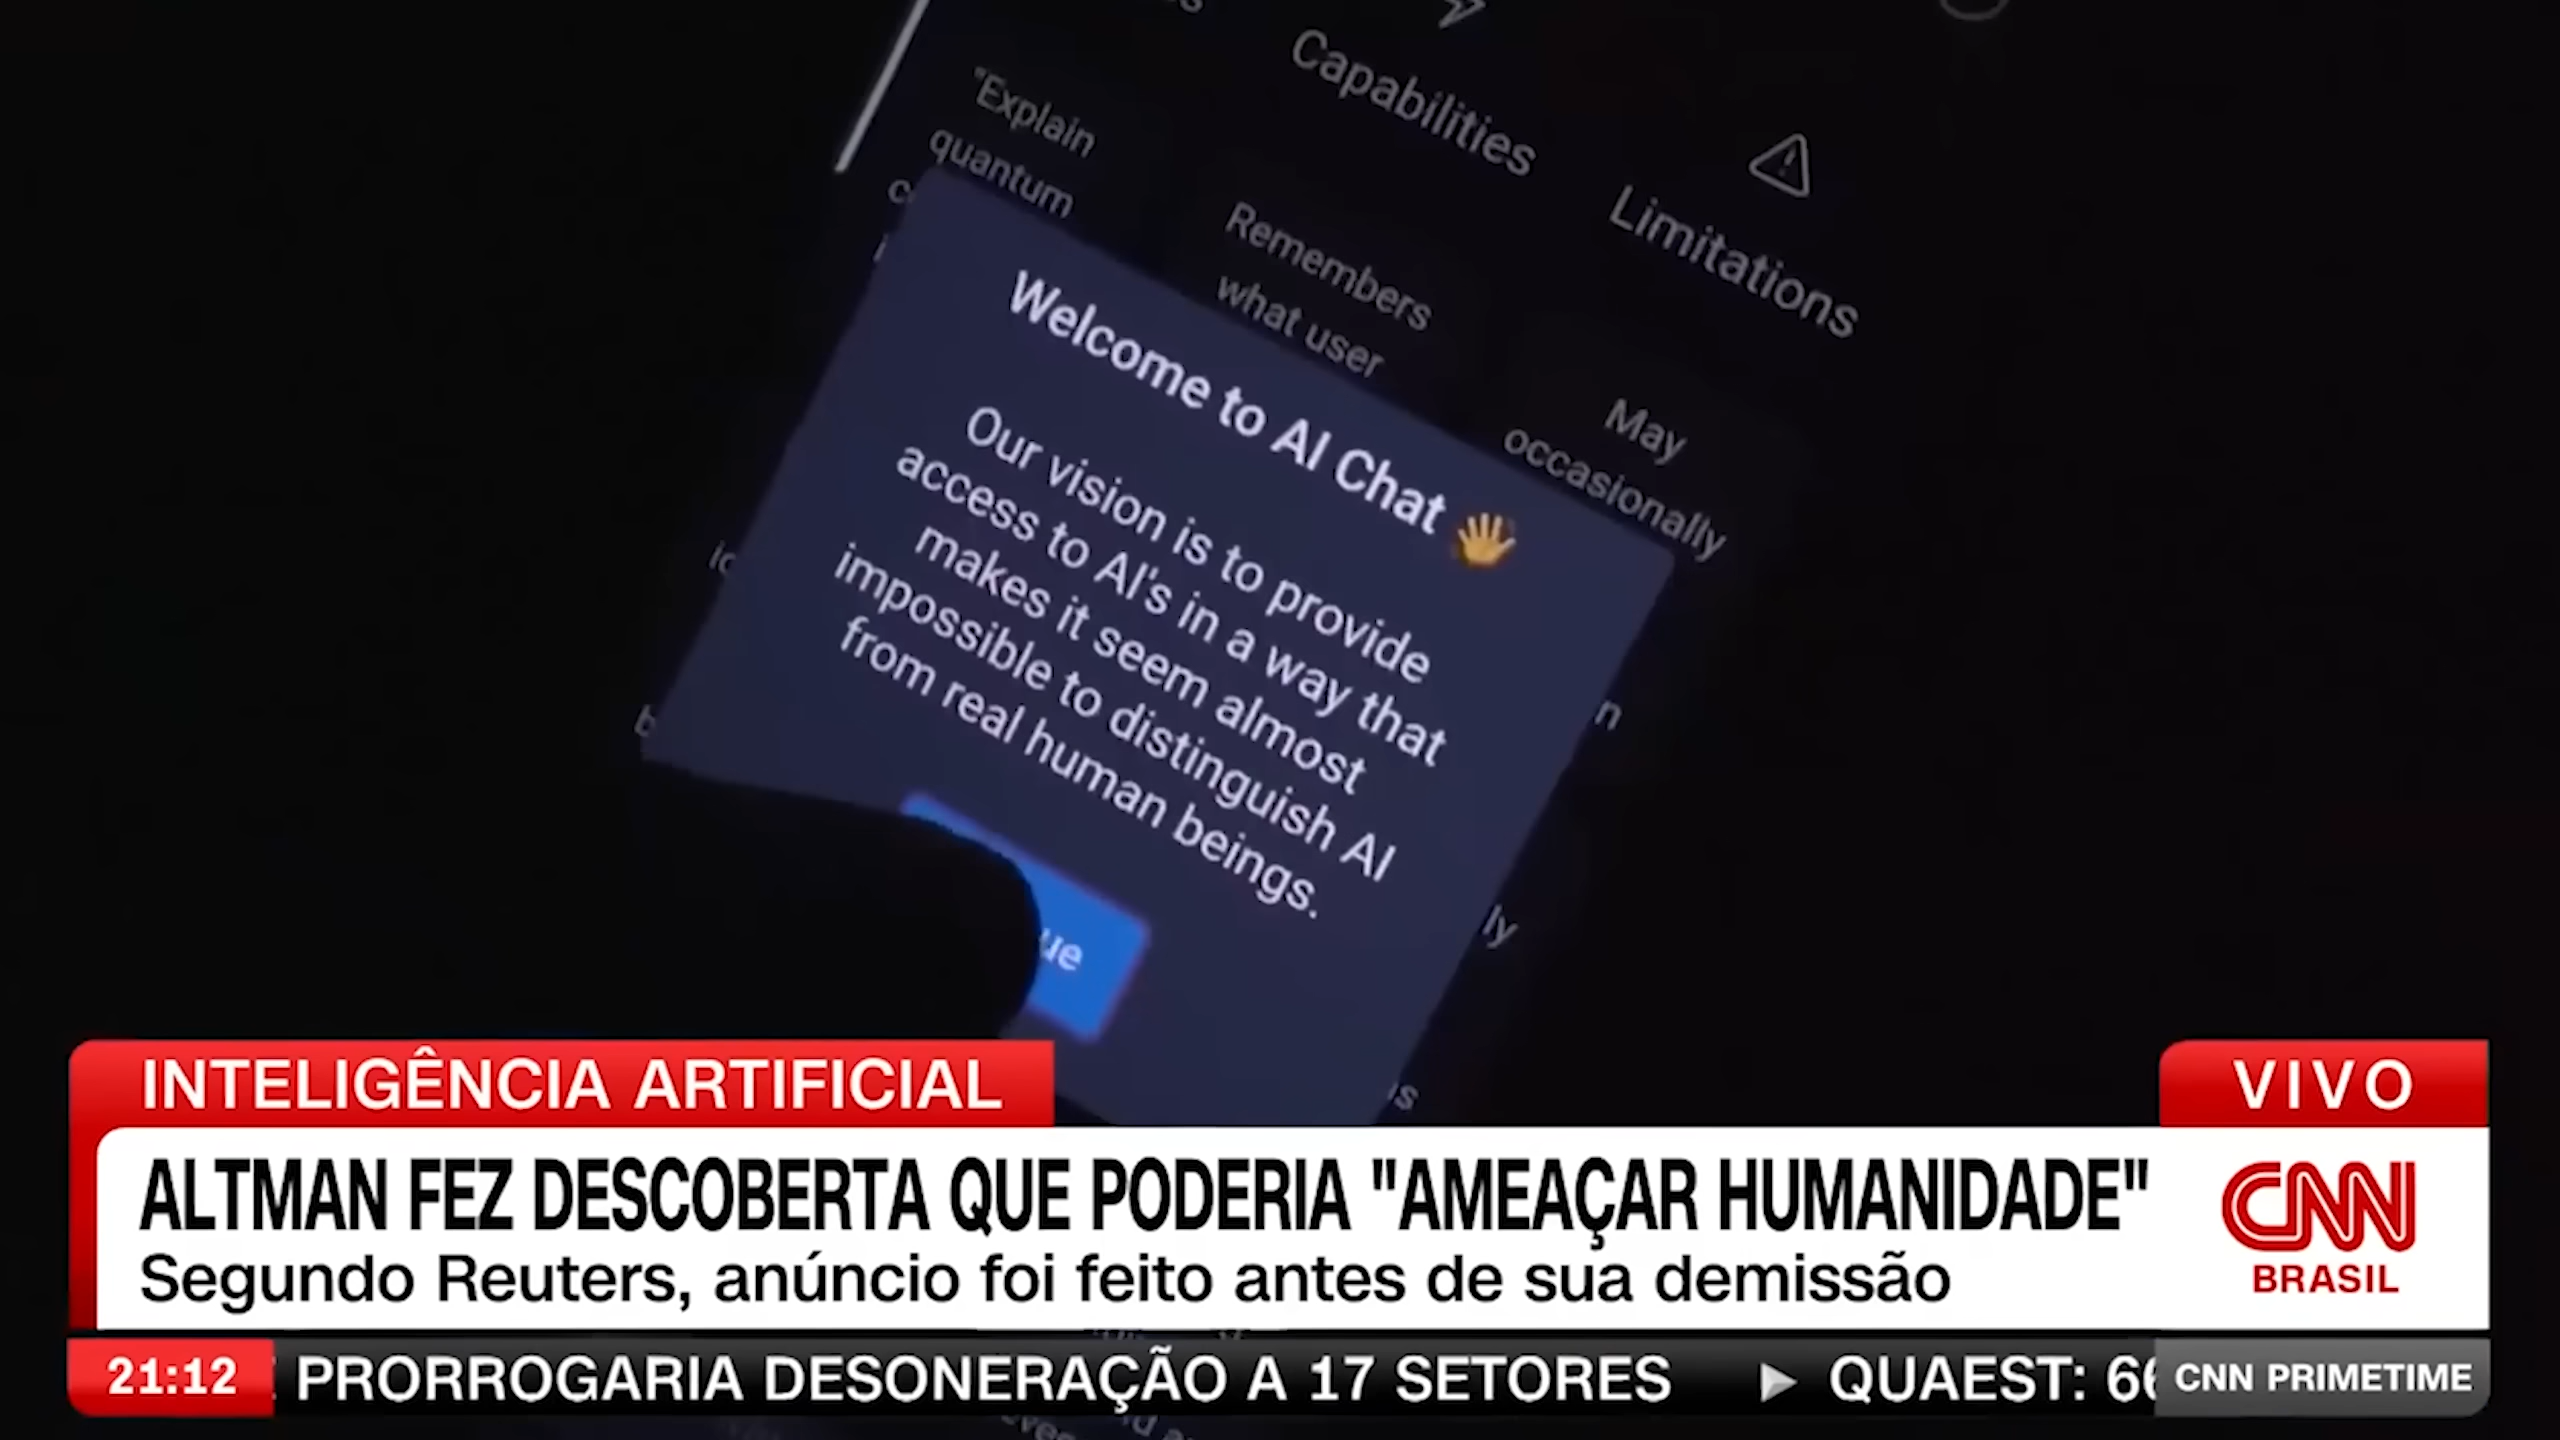 Capabilities
"Explain
quantum
Remembers
what user
Limitations
May
occasionally
Welcome to AI Chat 👋
Our vision is to provide
access to AI's in a way that
makes it seem almost
impossible to distinguish AI
from real human beings.
INTELIGÊNCIA ARTIFICIAL
VIVO
ALTMAN FEZ DESCOBERTA QUE PODERIA "AMEAÇAR HUMANIDADE"
Segundo Reuters, anúncio foi feito antes de sua demissão
CNN
BRASIL
21:12
PRORROGARIA DESONERAÇÃO A 17 SETORES
QUAEST:
CNN PRIMETIME